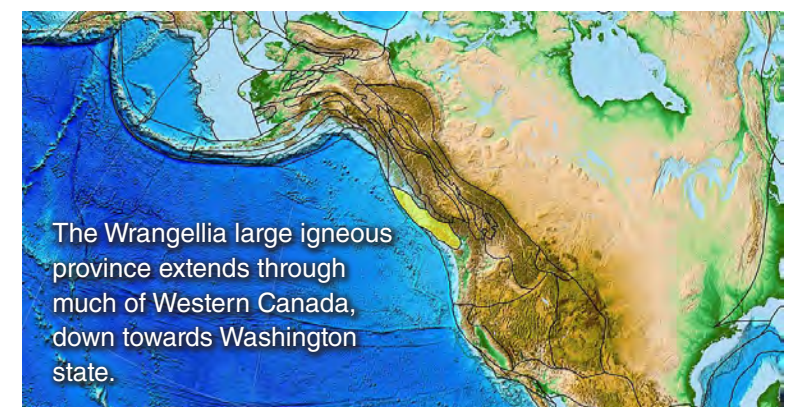 The Wrangellia large igneous
province extends through
much of Western Canada,
down towards Washington
state.